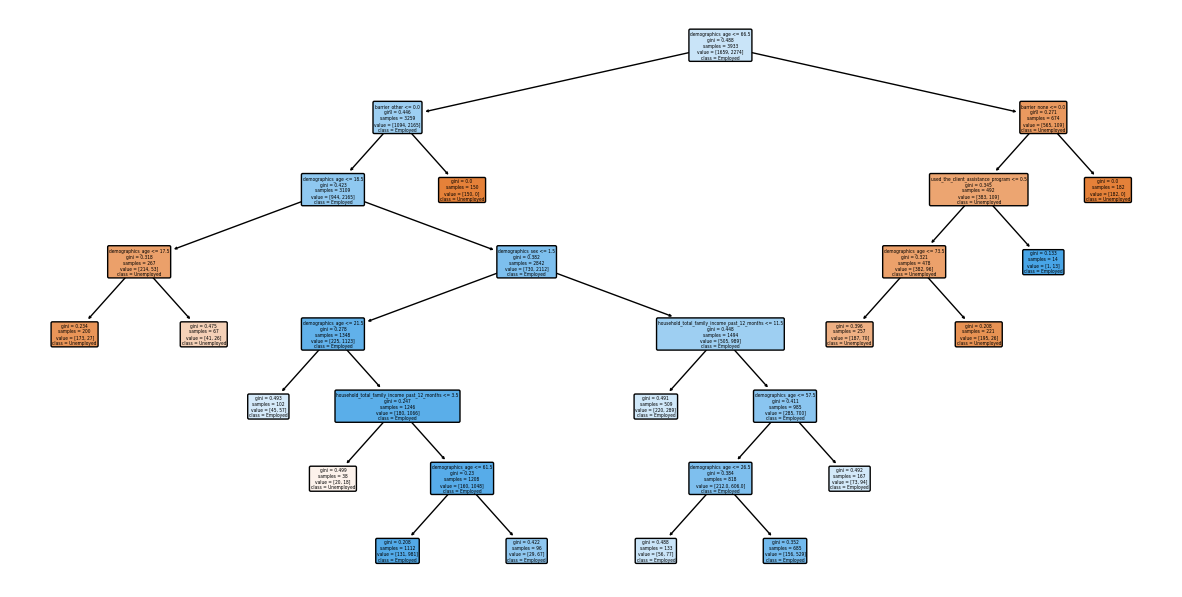 demographics_age <= 66.5
gini = 0.488
samples = 3933
value = [1659, 2274]
class = Employed
barrier_other <= 0.0
gini = 0.446
samples = 3259
value = [1094, 2165]
class = Employed
barrier_none <= 0.0
gini = 0.271
samples = 674
value = [565, 109]
class = Unemployed
demographics_age <= 18.5
gini = 0.423
samples = 3109
value = [944, 2165]
class = Employed
gini = 0.0
samples = 150
value = [150, 0]
class = Unemployed
used_the_client_assistance_program <= 0.5
gini = 0.345
samples = 492
value = [383, 109]
class = Unemployed
gini = 0.0
samples = 182
value = [182, 0]
class = Unemployed
demographics_age <= 17.5
gini = 0.318
samples = 267
value = [214, 53]
class = Unemployed
demographics_sex <= 1.5
gini = 0.382
samples = 2842
value = [730, 2112]
class = Employed
demographics_age <= 73.5
gini = 0.321
samples = 478
value = [382, 96]
class = Unemployed
gini = 0.133
samples = 14
value = [1, 13]
class = Employed
gini = 0.234
samples = 200
value = [173, 27]
class = Unemployed
gini = 0.475
samples = 67
value = [41, 26]
class = Unemployed
demographics_age <= 21.5
gini = 0.278
samples = 1348
value = [225, 1123]
class = Employed
household_total_family_income_past_12_months <= 11.5
gini = 0.448
samples = 1494
value = [505, 989]
class = Employed
gini = 0.396
samples = 257
value = [187, 70]
class = Unemployed
gini = 0.208
samples = 221
value = [195, 26]
class = Unemployed
gini = 0.493
samples = 102
value = [45, 57]
class = Employed
household_total_family_income_past_12_months <= 3.5
gini = 0.247
samples = 1246
value = [180, 1066]
class = Employed
gini = 0.491
samples = 509
value = [220, 289]
class = Employed
demographics_age <= 57.5
gini = 0.411
samples = 985
value = [285, 700]
class = Employed
gini = 0.499
samples = 38
value = [20, 18]
class = Unemployed
demographics_age <= 61.5
gini = 0.23
samples = 1208
value = [160, 1048]
class = Employed
demographics_age <= 26.5
gini = 0.384
samples = 818
value = [212.0, 606.0]
class = Employed
gini = 0.492
samples = 167
value = [73, 94]
class = Employed
gini = 0.208
samples = 1112
value = [131, 981]
class = Employed
gini = 0.422
samples = 96
value = [29, 67]
class = Employed
gini = 0.488
samples = 133
value = [56, 77]
class = Employed
gini = 0.352
samples = 685
value = [156, 529]
class = Employed